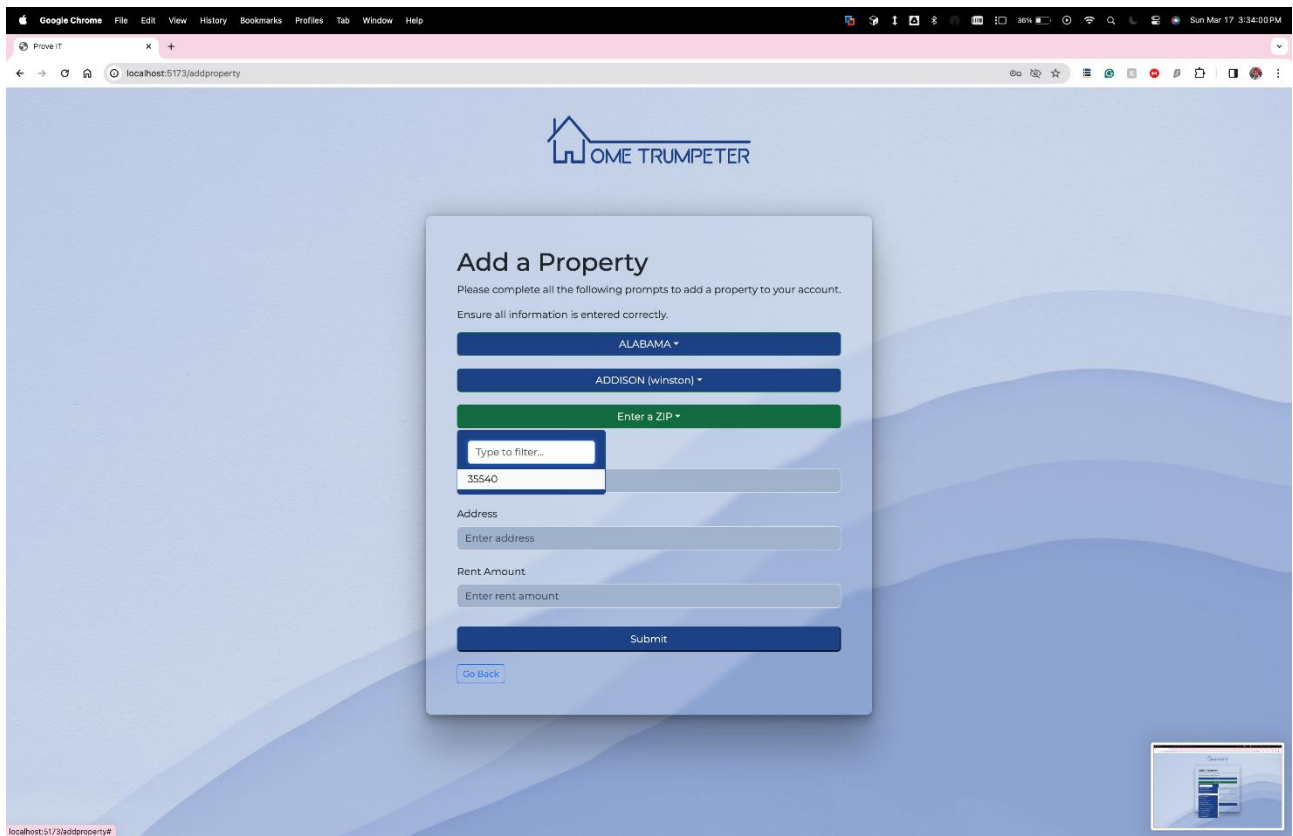 Google Chrome File Edit View History Bookmarks Profiles Tab Window Help 36% Sun Mar 17 3:34:00 PM
Prove IT
localhost:5173/addproperty
OME TRUMPETER
Add a Property
Please complete all the following prompts to add a property to your account.
Ensure all information is entered correctly.
ALABAMA
ADDISON (winston)
Enter a ZIP
Type to filter...
35540
Address
Enter address
Rent Amount
Enter rent amount
Submit
Go Back
localhost:5173/addproperty#